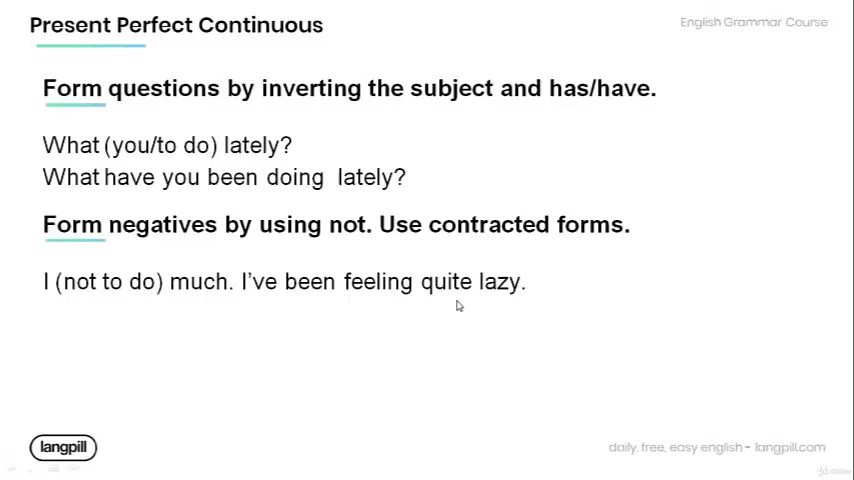 Present Perfect Continuous
English Grammar Course
Form questions by inverting the subject and has/have.
What (you/to do) lately?
What have you been doing lately?
Form negatives by using not. Use contracted forms.
I (not to do) much. I've been feeling quite lazy.
langpill
daily, free, easy english - langpill.com